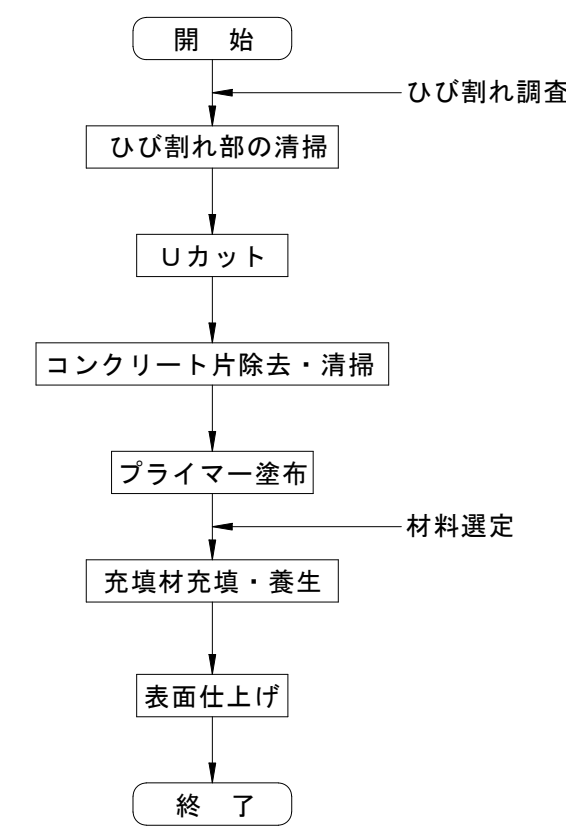 開 始
ひび割れ調査
ひび割れ部の清掃
Uカット
コンクリート片除去・清掃
プライマー塗布
材料選定
充填材充填・養生
表面仕上げ
終 了